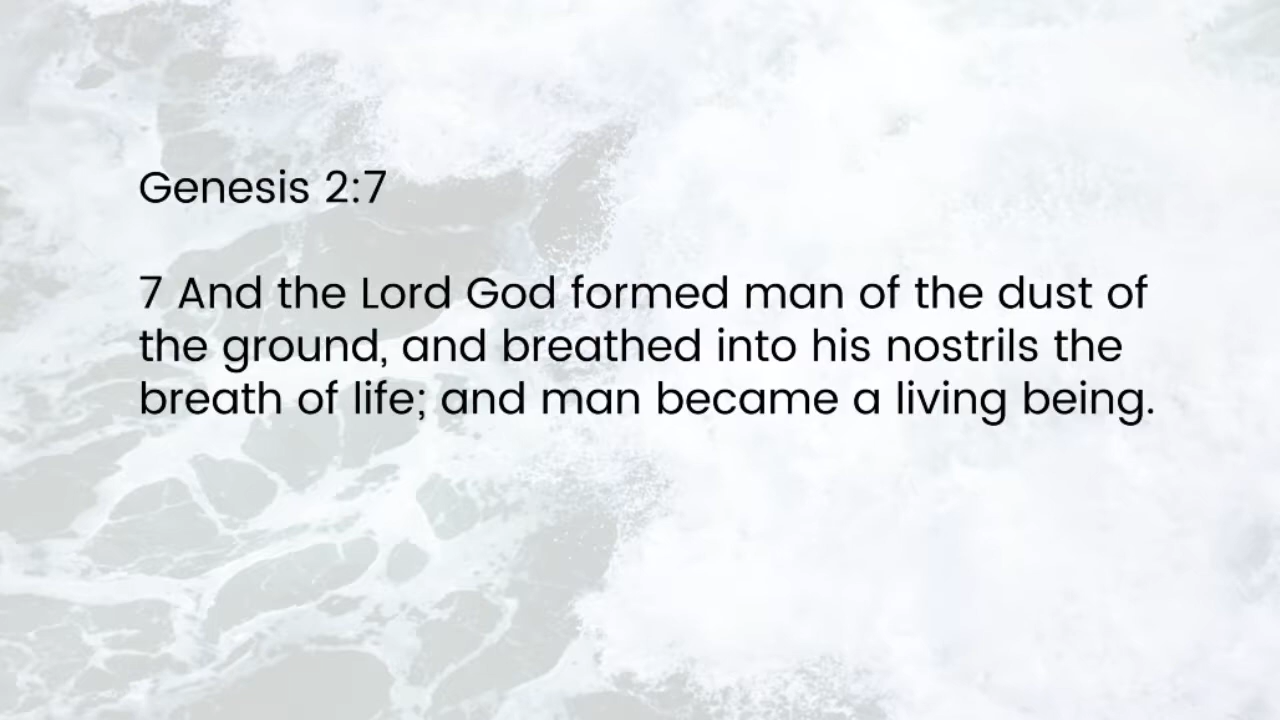 Genesis 2:7
7 And the Lord God formed man of the dust of
the ground, and breathed into his nostrils the
breath of life; and man became a living being.